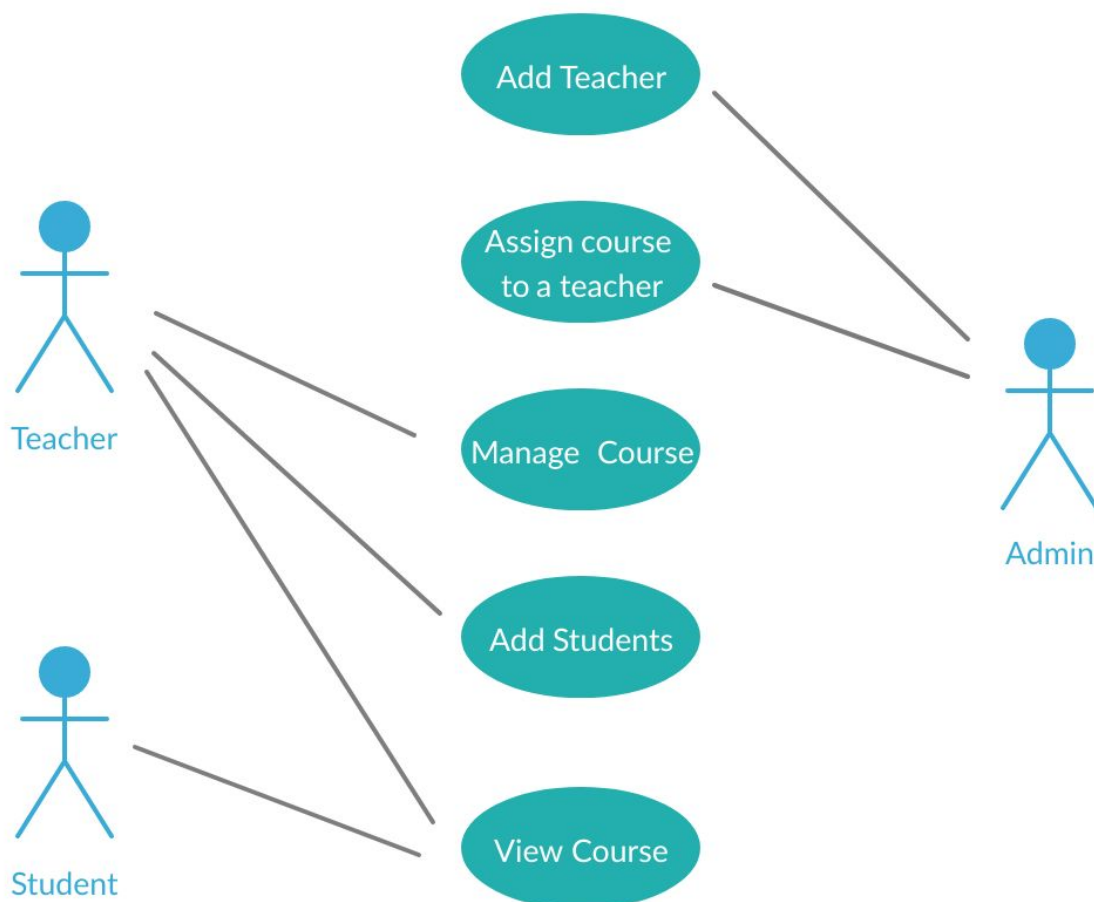 Add Teacher
Assign course
to a teacher
Teacher
Manage Course
Admin
Add Students
View Course
Student